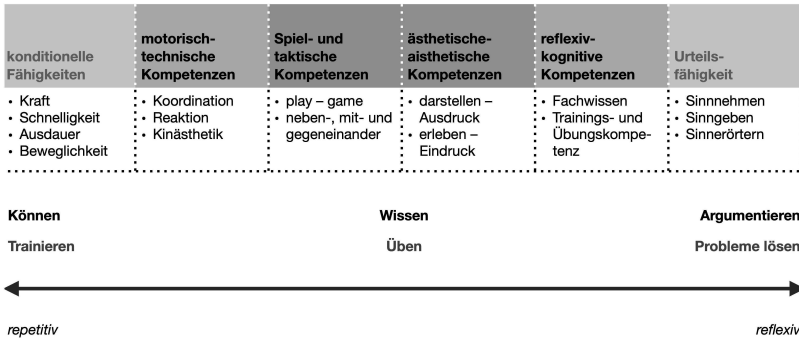 konditionelle
Fähigkeiten
motorisch-
technische
Kompetenzen
Spiel- und
taktische
Kompetenzen
ästhetische-
aisthetische
Kompetenzen
reflexiv-
kognitive
Kompetenzen
Urteils-
fähigkeit
• Kraft
• Schnelligkeit
• Ausdauer
• Beweglichkeit
• Koordination
• Reaktion
• Kinästhetik
• play – game
• neben-, mit- und
gegeneinander
• darstellen –
Ausdruck
• erleben –
Eindruck
• Fachwissen
• Trainings- und
Übungskompe-
tenz
• Sinnnehmen
• Sinngeben
• Sinnerörtern
Können Wissen Argumentieren
Trainieren Üben Probleme lösen
repetitiv reflexiv